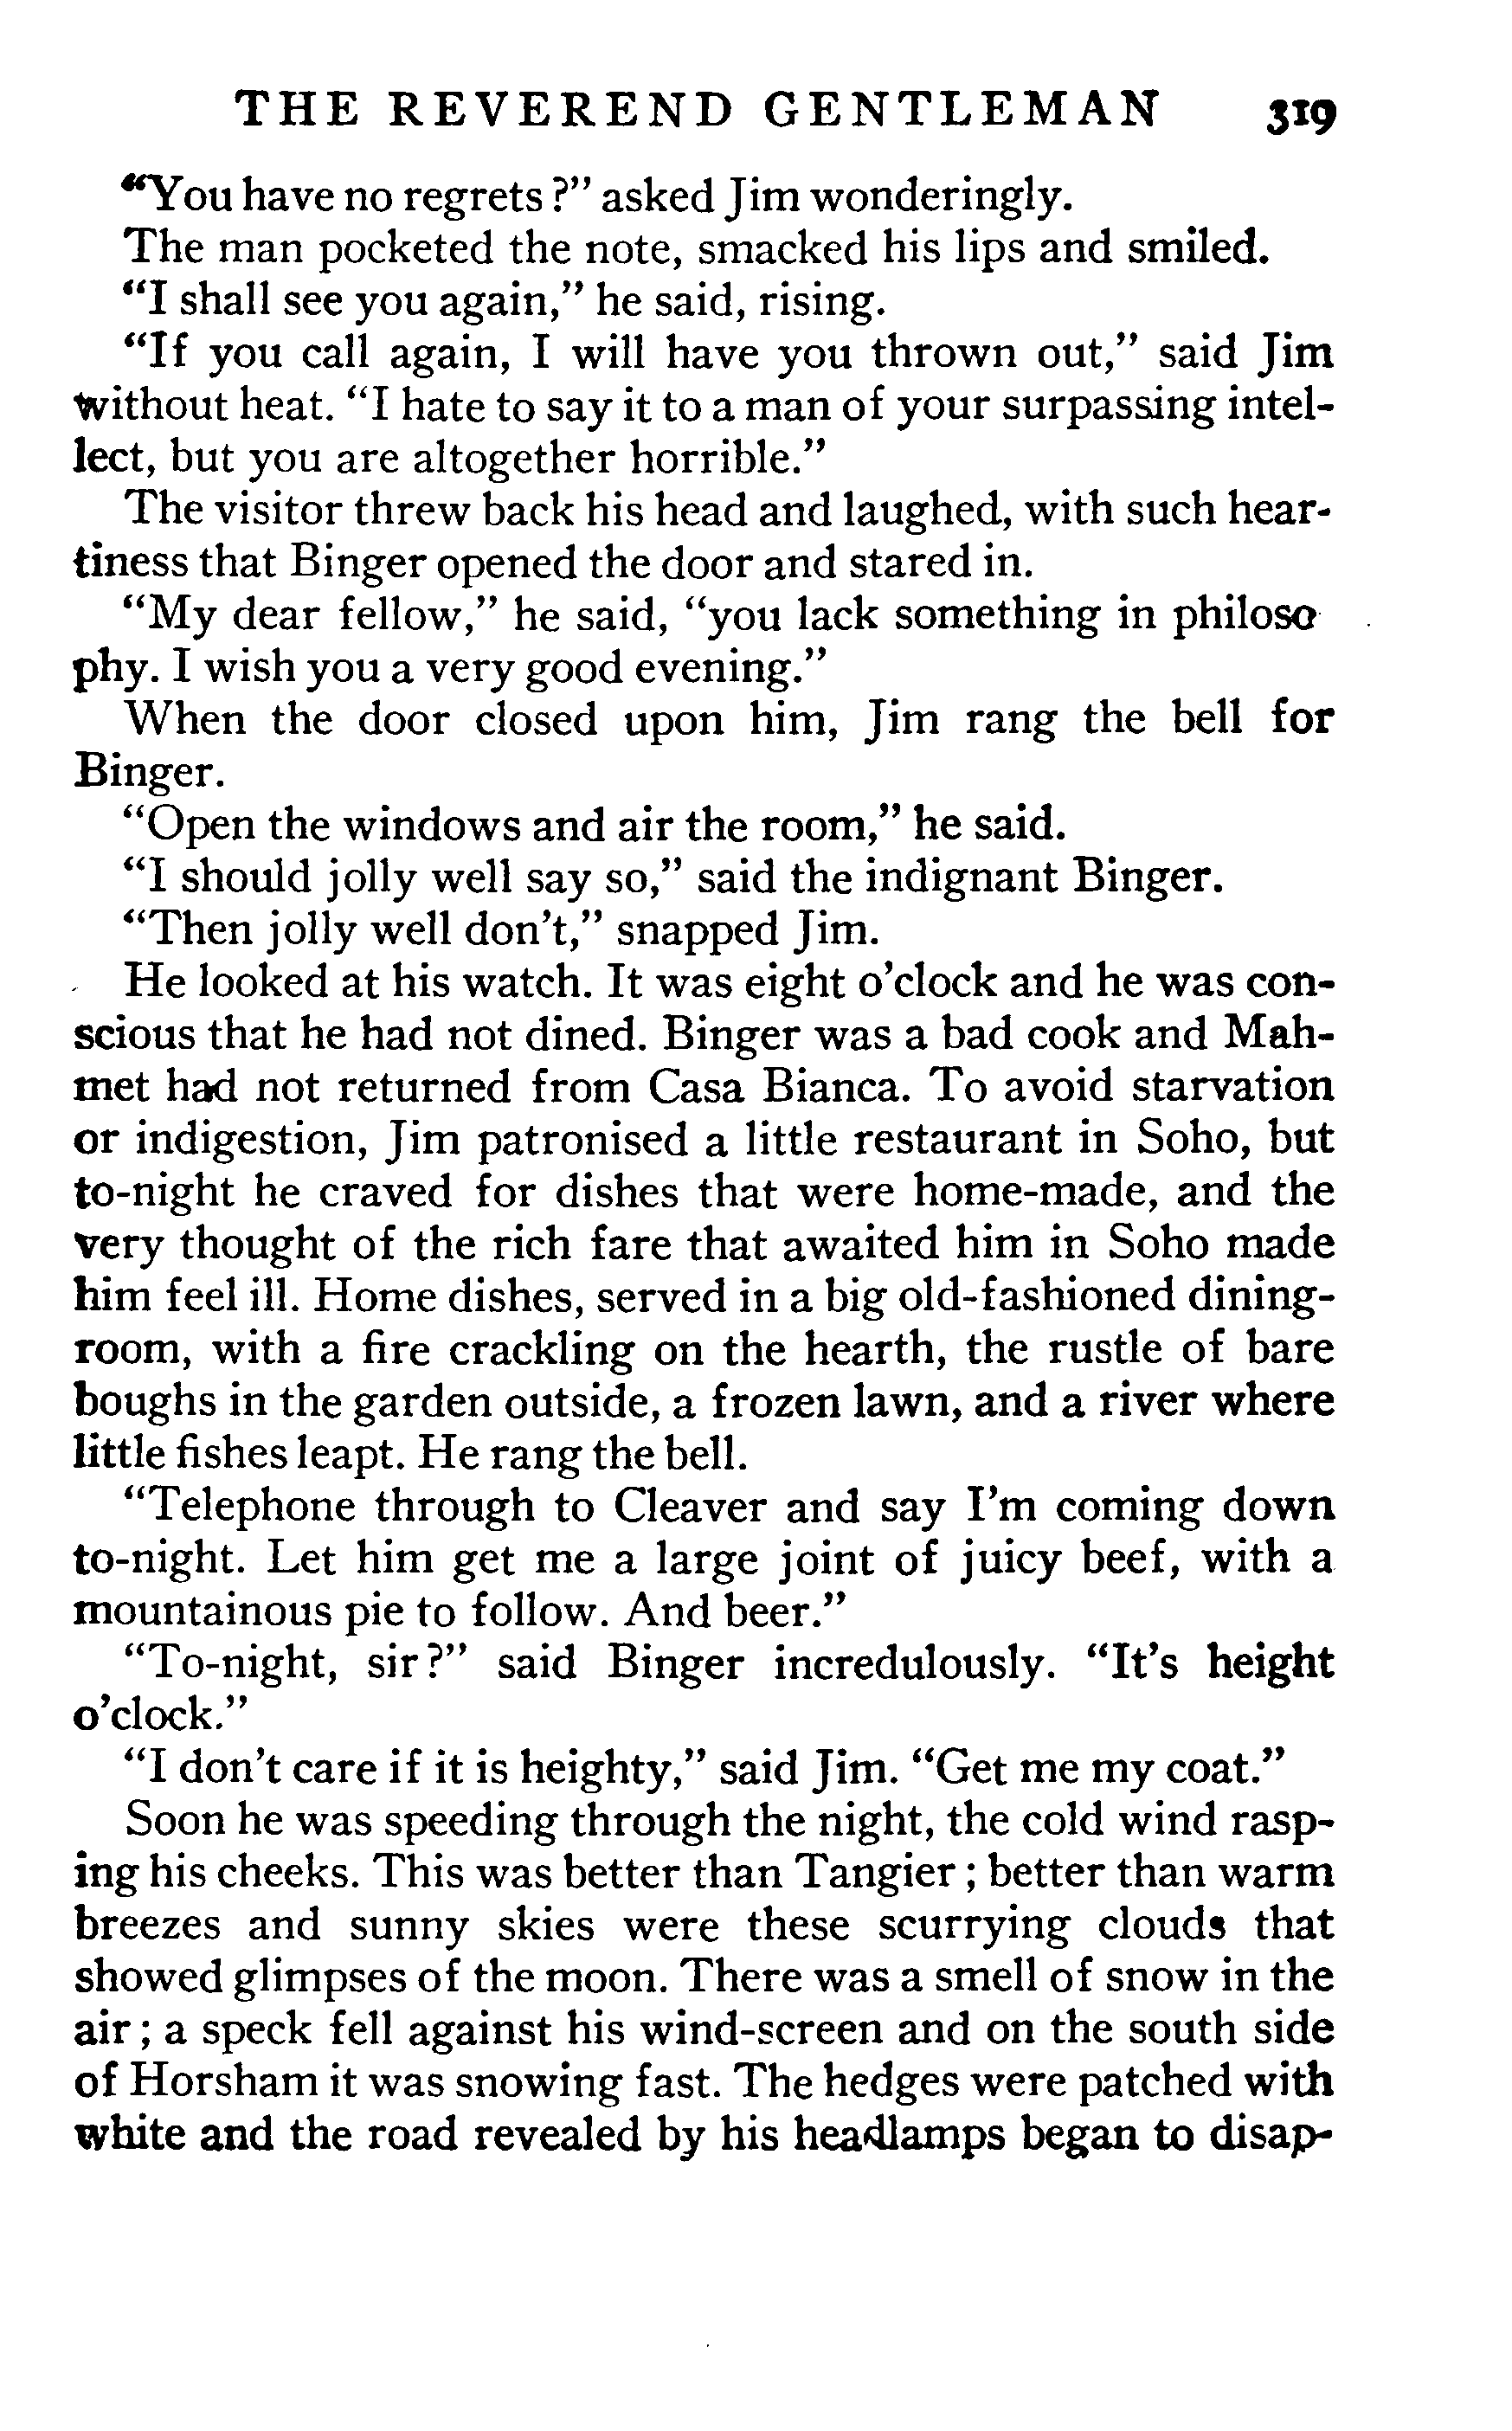 THE REVEREND GENTLEMAN 319
"You have no regrets?" asked Jim wonderingly.
The man pocketed the note, smacked his lips and smiled.
"I shall see you again," he said, rising.
"If you call again, I will have you thrown out," said Jim
without heat. "I hate to say it to a man of your surpassing intel-
lect, but you are altogether horrible."
The visitor threw back his head and laughed, with such hear-
tiness that Binger opened the door and stared in.
"My dear fellow," he said, "you lack something in philoso
phy. I wish you a very good evening."
When the door closed upon him, Jim rang the bell for
Binger.
"Open the windows and air the room," he said.
"I should jolly well say so," said the indignant Binger.
"Then jolly well don't," snapped Jim.
He looked at his watch. It was eight o'clock and he was con-
scious that he had not dined. Binger was a bad cook and Mah-
met had not returned from Casa Bianca. To avoid starvation
or indigestion, Jim patronised a little restaurant in Soho, but
to-night he craved for dishes that were home-made, and the
very thought of the rich fare that awaited him in Soho made
him feel ill. Home dishes, served in a big old-fashioned dining-
room, with a fire crackling on the hearth, the rustle of bare
boughs in the garden outside, a frozen lawn, and a river where
little fishes leapt. He rang the bell.
"Telephone through to Cleaver and say I'm coming down
to-night. Let him get me a large joint of juicy beef, with a
mountainous pie to follow. And beer."
"To-night, sir?" said Binger incredulously. "It's height
o'clock."
"I don't care if it is heighty," said Jim. "Get me my coat."
Soon he was speeding through the night, the cold wind rasp-
ing his cheeks. This was better than Tangier; better than warm
breezes and sunny skies were these scurrying clouds that
showed glimpses of the moon. There was a smell of snow in the
air; a speck fell against his wind-screen and on the south side
of Horsham it was snowing fast. The hedges were patched with
white and the road revealed by his headlamps began to disap-